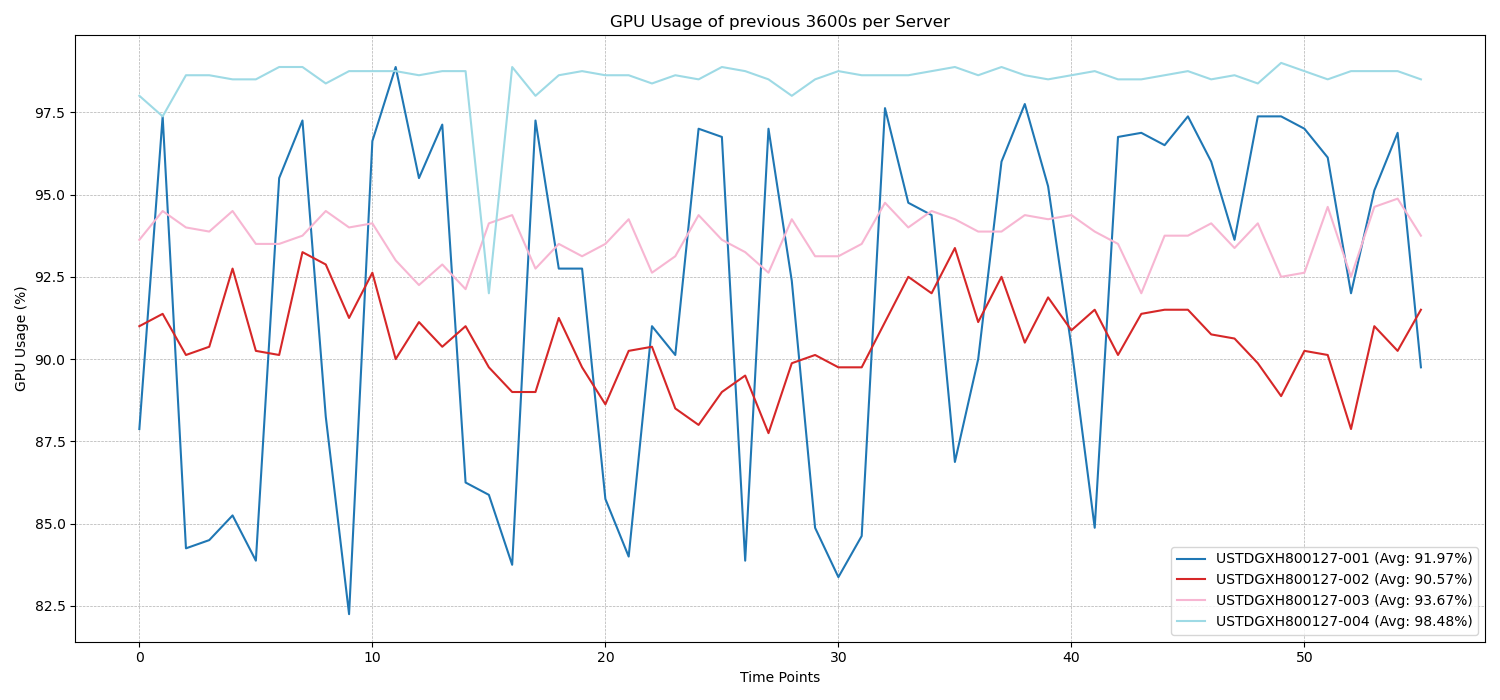 GPU Usage of previous 3600s per Server
GPU Usage (%)
97.5
95.0
92.5
90.0
87.5
85.0
82.5
USTDGXH800127-001 (Avg: 91.97%)
USTDGXH800127-002 (Avg: 90.57%)
USTDGXH800127-003 (Avg: 93.67%)
USTDGXH800127-004 (Avg: 98.48%)
0 10 20 30 40 50
Time Points